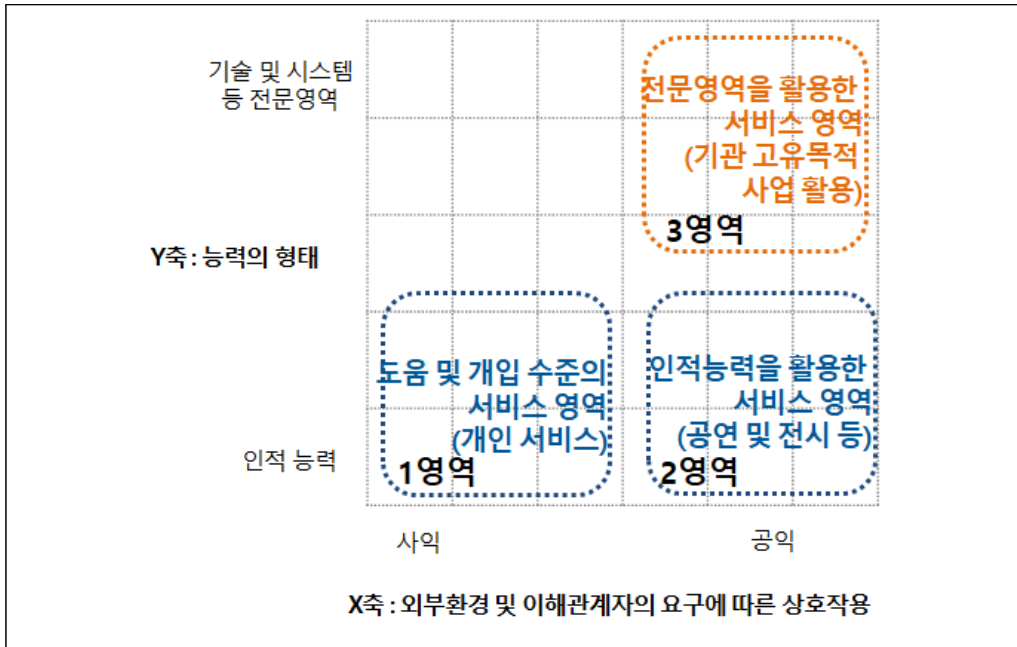 기술 및 시스템
등 전문영역
전문영역을 활용한
서비스 영역
(기관 고유목적
사업 활용)
3영역
Y축 : 능력의 형태
도움 및 개입 수준의
서비스 영역
(개인 서비스)
1영역
인적능력을 활용한
서비스 영역
(공연 및 전시 등)
2영역
인적 능력
사익
공익
X축 : 외부환경 및 이해관계자의 요구에 따른 상호작용